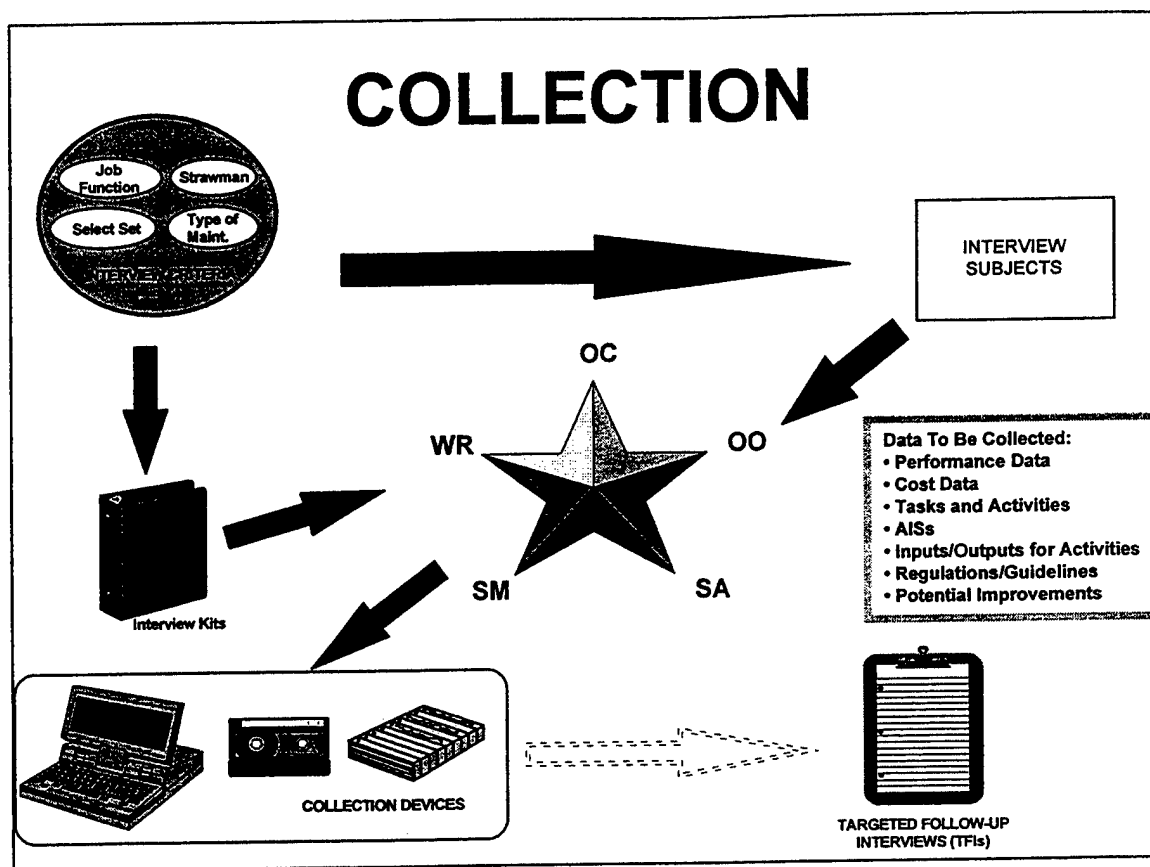 COLLECTION
Job
Function
Strawman
Select Set
Type of
Maint.
INTERVIEW CRITERIA
INTERVIEW
SUBJECTS
OC
WR
OO
SM
SA
Data To Be Collected:
• Performance Data
• Cost Data
• Tasks and Activities
• AISs
• Inputs/Outputs for Activities
• Regulations/Guidelines
• Potential Improvements
Interview Kits
COLLECTION DEVICES
TARGETED FOLLOW-UP
INTERVIEWS (TFIs)